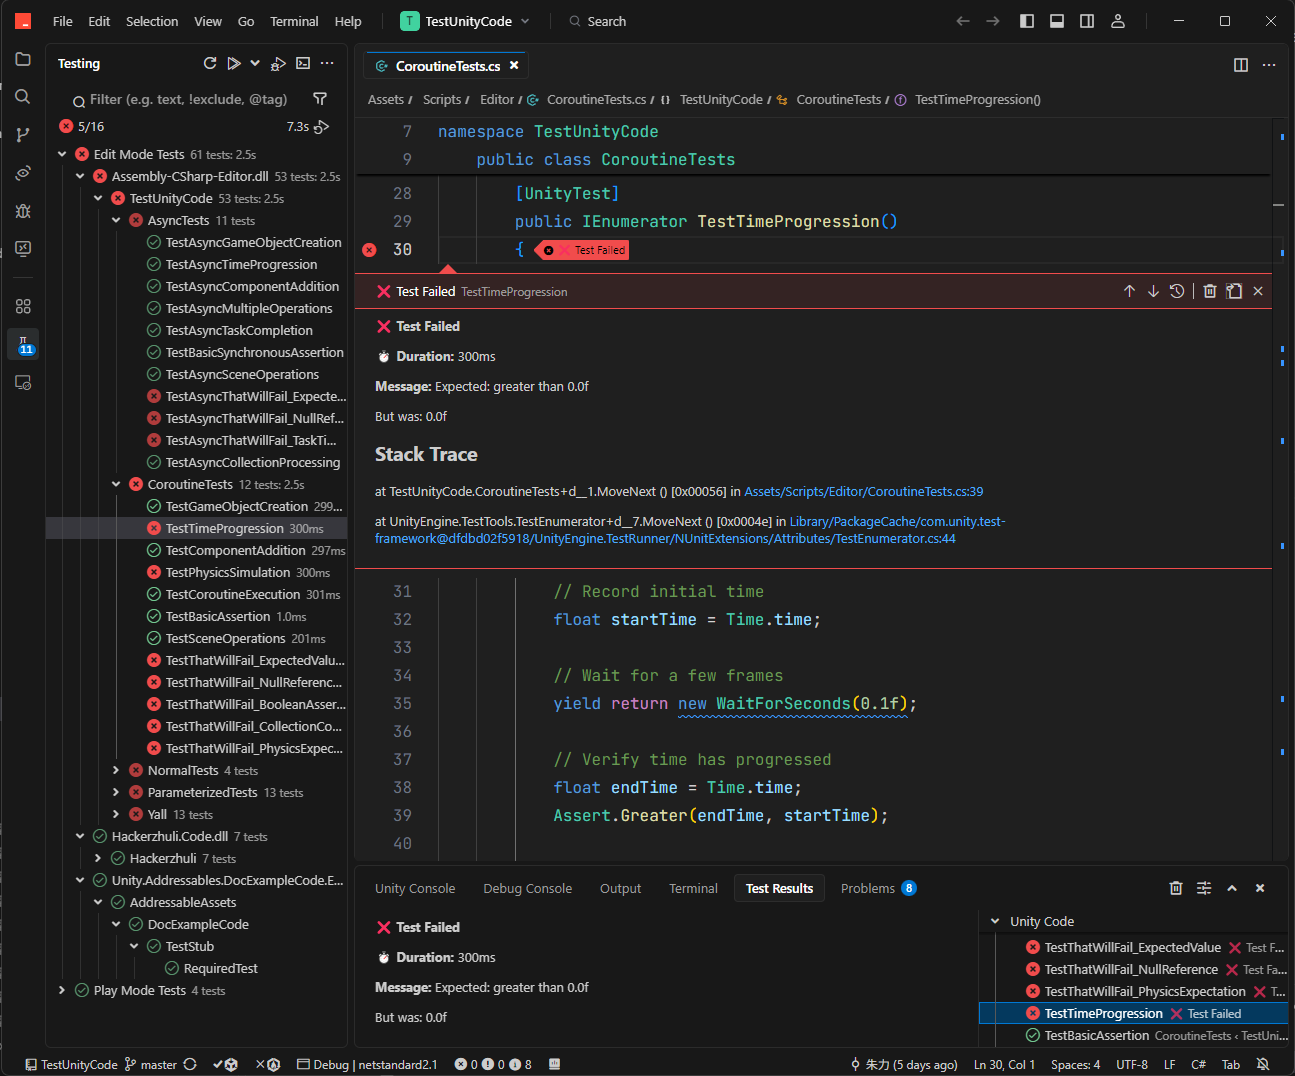 File Edit Selection View Go Terminal Help T TestUnityCode Search
Testing
Filter (e.g. text, !exclude, @tag)
5/16 7.3s
Edit Mode Tests 61 tests: 2.5s
Assembly-CSharp-Editor.dll 53 tests: 2.5s
TestUnityCode 53 tests: 2.5s
AsyncTests 11 tests
TestAsyncGameObjectCreation
TestAsyncTimeProgression
TestAsyncComponentAddition
TestAsyncMultipleOperations
TestAsyncTaskCompletion
TestBasicSynchronousAssertion
TestAsyncSceneOperations
TestAsyncThatWillFail_Expecte...
TestAsyncThatWillFail_NullRef...
TestAsyncThatWillFail_TaskTi...
TestAsyncCollectionProcessing
CoroutineTests 12 tests: 2.5s
TestGameObjectCreation 299...
TestTimeProgression 300ms
TestComponentAddition 297ms
TestPhysicsSimulation 300ms
TestCoroutineExecution 301ms
TestBasicAssertion 1.0ms
TestSceneOperations 201ms
TestThatWillFail_ExpectedValu...
TestThatWillFail_NullReferenc...
TestThatWillFail_BooleanAsser...
TestThatWillFail_CollectionCo...
TestThatWillFail_PhysicsExpec...
NormalTests 4 tests
ParameterizedTests 13 tests
Yall 13 tests
Hackerzhuli.Code.dll 7 tests
Hackerzhuli 7 tests
Unity.Addressables.DocExampleCode.E...
AddressableAssets
DocExampleCode
TestStub
RequiredTest
Play Mode Tests 4 tests
11
CoroutineTests.cs
Assets / Scripts / Editor / CoroutineTests.cs / TestUnityCode / CoroutineTests / TestTimeProgression()
7 namespace TestUnityCode
9 public class CoroutineTests
28 [UnityTest]
29 public IEnumerator TestTimeProgression()
30 { Test Failed
Test Failed TestTimeProgression
Test Failed
Duration: 300ms
Message: Expected: greater than 0.0f
But was: 0.0f
Stack Trace
at TestUnityCode.CoroutineTests+d__1.MoveNext () [0x00056] in Assets/Scripts/Editor/CoroutineTests.cs:39
at UnityEngine.TestTools.TestEnumerator+d__7.MoveNext () [0x0004e] in Library/PackageCache/com.unity.test-
framework@dfdbd02f5918/UnityEngine.TestRunner/NUnitExtensions/Attributes/TestEnumerator.cs:44
31 // Record initial time
32 float startTime = Time.time;
33
34 // Wait for a few frames
35 yield return new WaitForSeconds(0.1f);
36
37 // Verify time has progressed
38 float endTime = Time.time;
39 Assert.Greater(endTime, startTime);
40
Unity Console Debug Console Output Terminal Test Results Problems 8
Test Failed
Duration: 300ms
Message: Expected: greater than 0.0f
But was: 0.0f
Unity Code
TestThatWillFail_ExpectedValue Test F...
TestThatWillFail_NullReference Test Fa...
TestThatWillFail_PhysicsExpectation T...
TestTimeProgression Test Failed
TestBasicAssertion CoroutineTests ‹ TestUni...
TestUnityCode master Debug | netstandard2.1 0 0 8 朱力 (5 days ago) Ln 30, Col 1 Spaces: 4 UTF-8 LF C# Tab